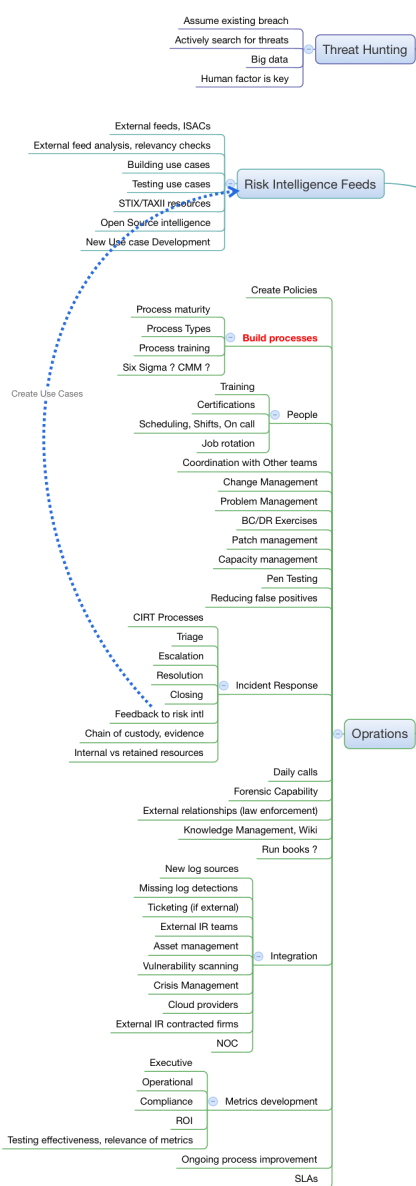 Assume existing breach
Actively search for threats
Big data
Human factor is key
Threat Hunting
External feeds, ISACs
External feed analysis, relevancy checks
Building use cases
Testing use cases
STIX/TAXII resources
Open Source intelligence
New Use case Development
Risk Intelligence Feeds
Create Policies
Process maturity
Process Types
Process training
Six Sigma ? CMM ?
Build processes
Create Use Cases
Training
Certifications
Scheduling, Shifts, On call
Job rotation
People
Coordination with Other teams
Change Management
Problem Management
BC/DR Exercises
Patch management
Capacity management
Pen Testing
Reducing false positives
CIRT Processes
Triage
Escalation
Resolution
Closing
Feedback to risk intl
Chain of custody, evidence
Internal vs retained resources
Incident Response
Oprations
Daily calls
Forensic Capability
External relationships (law enforcement)
Knowledge Management, Wiki
Run books ?
New log sources
Missing log detections
Ticketing (if external)
External IR teams
Asset management
Vulnerability scanning
Crisis Management
Cloud providers
External IR contracted firms
NOC
Integration
Executive
Operational
Compliance
ROI
Testing effectiveness, relevance of metrics
Metrics development
Ongoing process improvement
SLAs